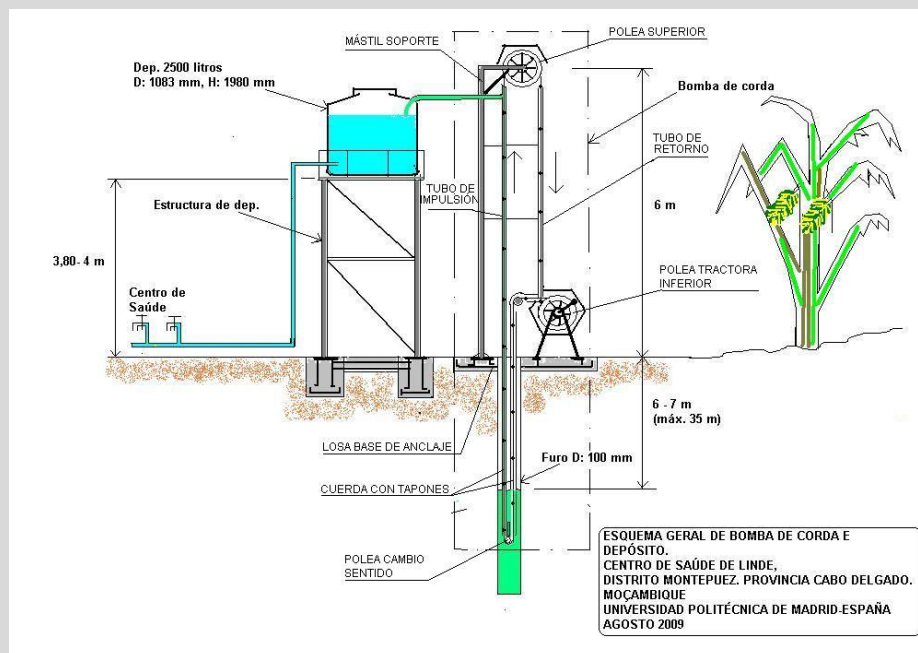 MÁSTIL SOPORTE
POLEA SUPERIOR
Dep. 2500 litros
D: 1083 mm, H: 1980 mm
Bomba de corda
TUBO DE
RETORNO
TUBO DE
IMPULSIÓN
6 m
Estructura de dep.
3,80- 4 m
POLEA TRACTORA
INFERIOR
Centro de
Saúde
6 - 7 m
(máx. 35 m)
LOSA BASE DE ANCLAJE
Furo D: 100 mm
CUERDA CON TAPONES
POLEA CAMBIO
SENTIDO
ESQUEMA GERAL DE BOMBA DE CORDA E
DEPÓSITO.
CENTRO DE SAÚDE DE LINDE,
DISTRITO MONTEPUEZ. PROVINCIA CABO DELGADO.
MOÇAMBIQUE
UNIVERSIDAD POLITÉCNICA DE MADRID-ESPAÑA
AGOSTO 2009